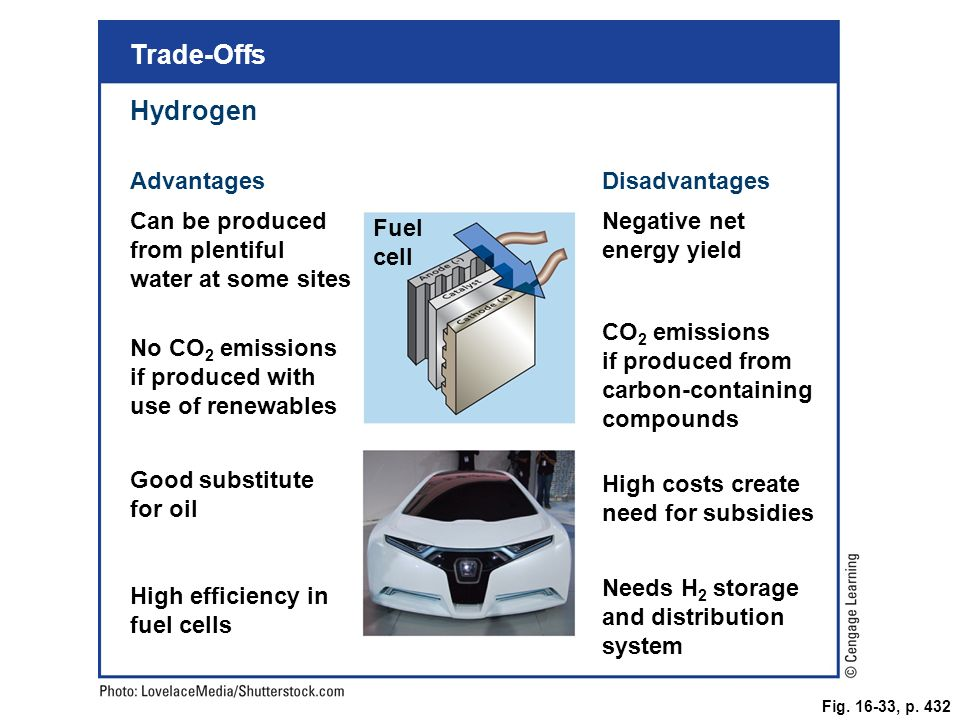 Trade-Offs
Hydrogen
Advantages
Can be produced
from plentiful
water at some sites
No CO2 emissions
if produced with
use of renewables
Good substitute
for oil
High efficiency in
fuel cells
Fuel
cell
Anode (-)
Catalyst
Cathode (+)
Disadvantages
Negative net
energy yield
CO2 emissions
if produced from
carbon-containing
compounds
High costs create
need for subsidies
Needs H2 storage
and distribution
system
© Cengage Learning
Photo: LovelaceMedia/Shutterstock.com
Fig. 16-33, p. 432